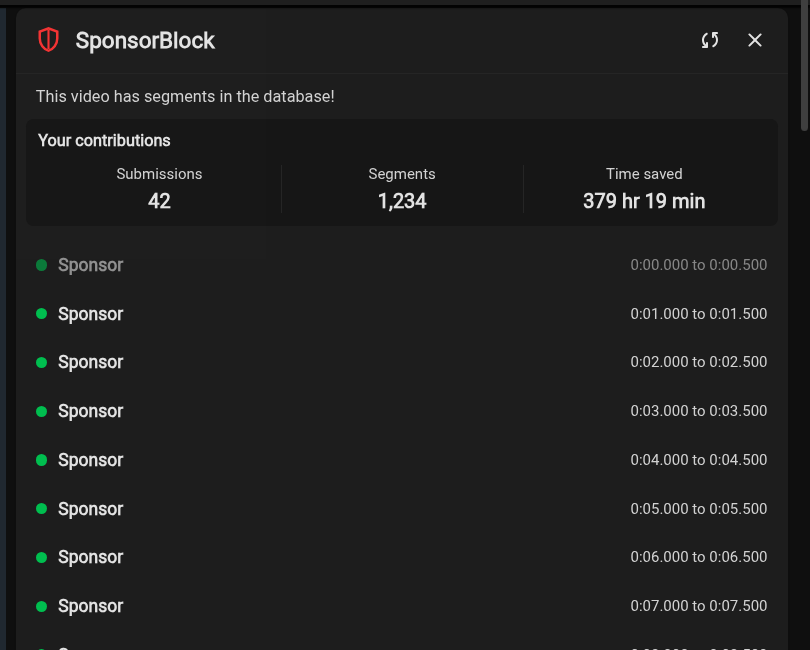 SponsorBlock
This video has segments in the database!
Your contributions
Submissions
42
Segments
1,234
Time saved
379 hr 19 min
Sponsor 0:00.000 to 0:00.500
Sponsor 0:01.000 to 0:01.500
Sponsor 0:02.000 to 0:02.500
Sponsor 0:03.000 to 0:03.500
Sponsor 0:04.000 to 0:04.500
Sponsor 0:05.000 to 0:05.500
Sponsor 0:06.000 to 0:06.500
Sponsor 0:07.000 to 0:07.500